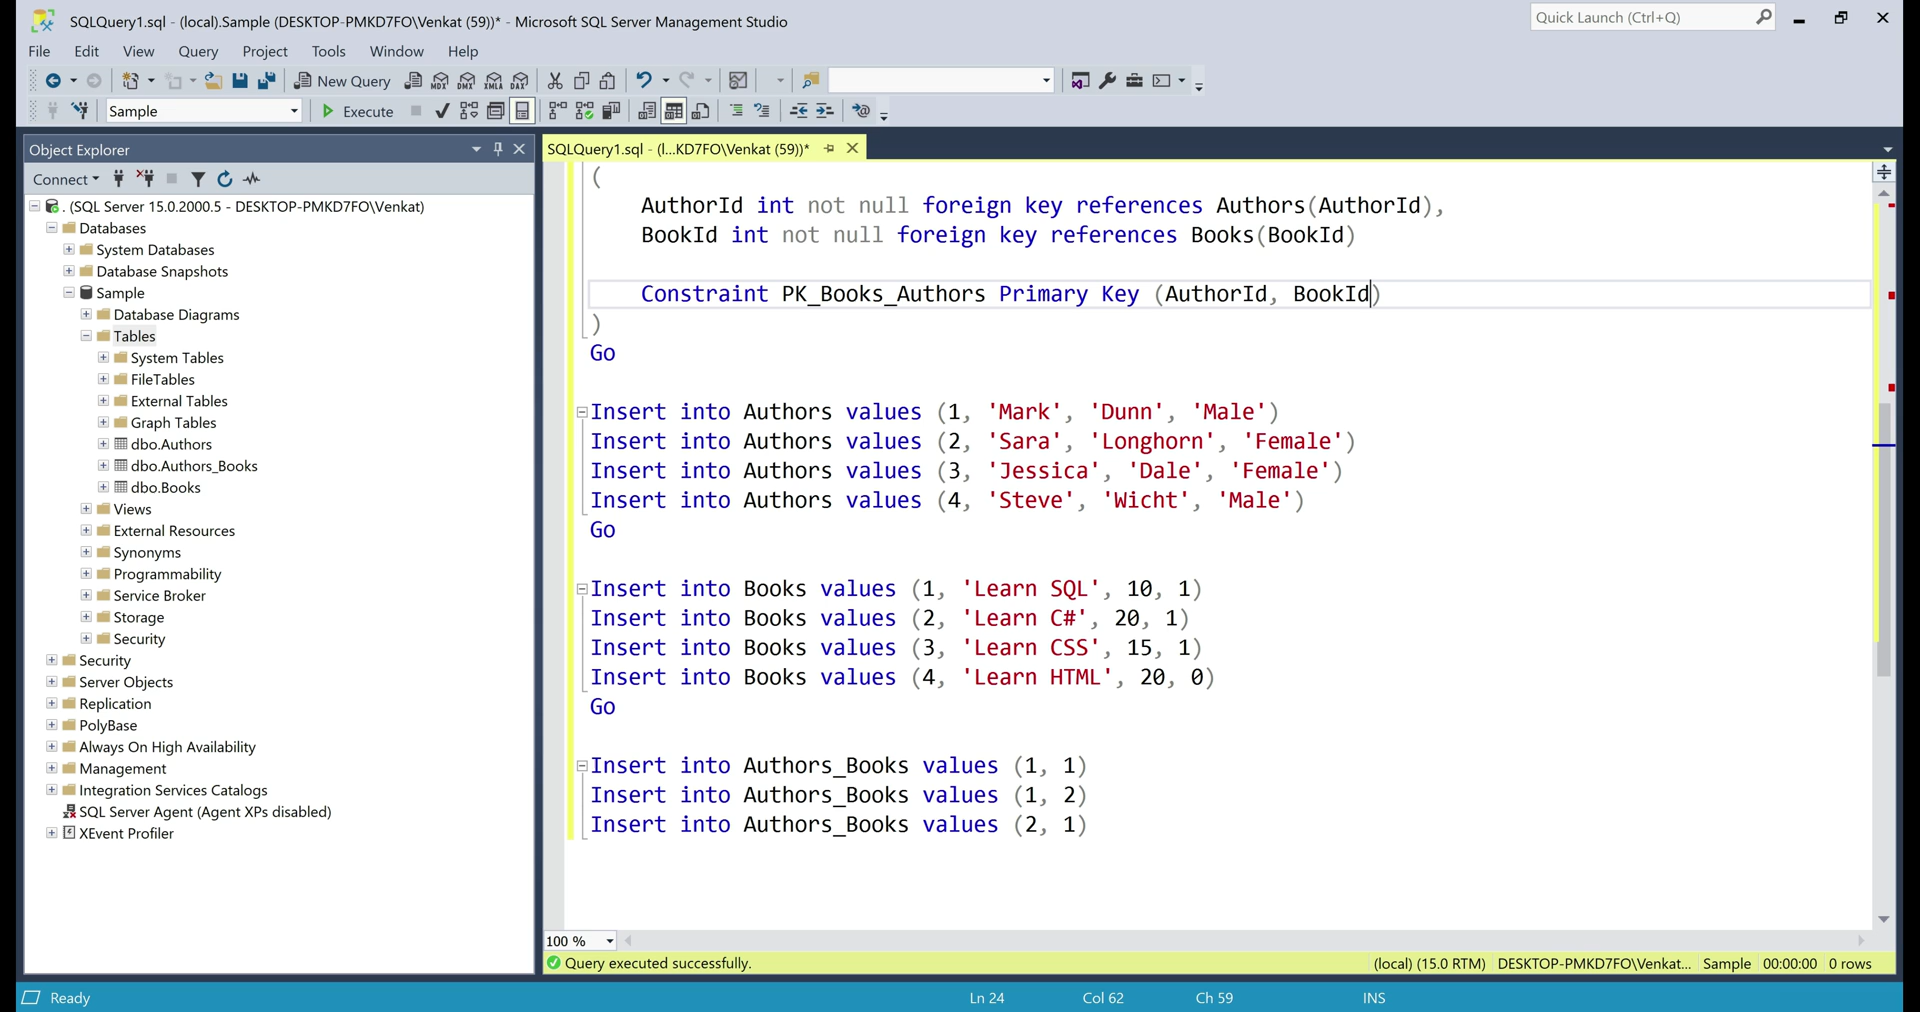 SQLQuery1.sql - (local).Sample (DESKTOP-PMKD7FO\Venkat (59))* - Microsoft SQL Server Management Studio
Quick Launch (Ctrl+Q)
File Edit View Query Project Tools Window Help
New Query
MDX DMX XMLA DAX
Sample
Execute
Object Explorer
SQLQuery1.sql - (l...KD7FO\Venkat (59))*
Connect
. (SQL Server 15.0.2000.5 - DESKTOP-PMKD7FO\Venkat)
Databases
System Databases
Database Snapshots
Sample
Database Diagrams
Tables
System Tables
FileTables
External Tables
Graph Tables
dbo.Authors
dbo.Authors_Books
dbo.Books
Views
External Resources
Synonyms
Programmability
Service Broker
Storage
Security
Security
Server Objects
Replication
PolyBase
Always On High Availability
Management
Integration Services Catalogs
SQL Server Agent (Agent XPs disabled)
XEvent Profiler
(
AuthorId int not null foreign key references Authors(AuthorId),
BookId int not null foreign key references Books(BookId)
Constraint PK_Books_Authors Primary Key (AuthorId, BookId)
)
Go
Insert into Authors values (1, 'Mark', 'Dunn', 'Male')
Insert into Authors values (2, 'Sara', 'Longhorn', 'Female')
Insert into Authors values (3, 'Jessica', 'Dale', 'Female')
Insert into Authors values (4, 'Steve', 'Wicht', 'Male')
Go
Insert into Books values (1, 'Learn SQL', 10, 1)
Insert into Books values (2, 'Learn C#', 20, 1)
Insert into Books values (3, 'Learn CSS', 15, 1)
Insert into Books values (4, 'Learn HTML', 20, 0)
Go
Insert into Authors_Books values (1, 1)
Insert into Authors_Books values (1, 2)
Insert into Authors_Books values (2, 1)
100 %
Query executed successfully.
(local) (15.0 RTM) DESKTOP-PMKD7FO\Venkat... Sample 00:00:00 0 rows
Ready Ln 24 Col 62 Ch 59 INS